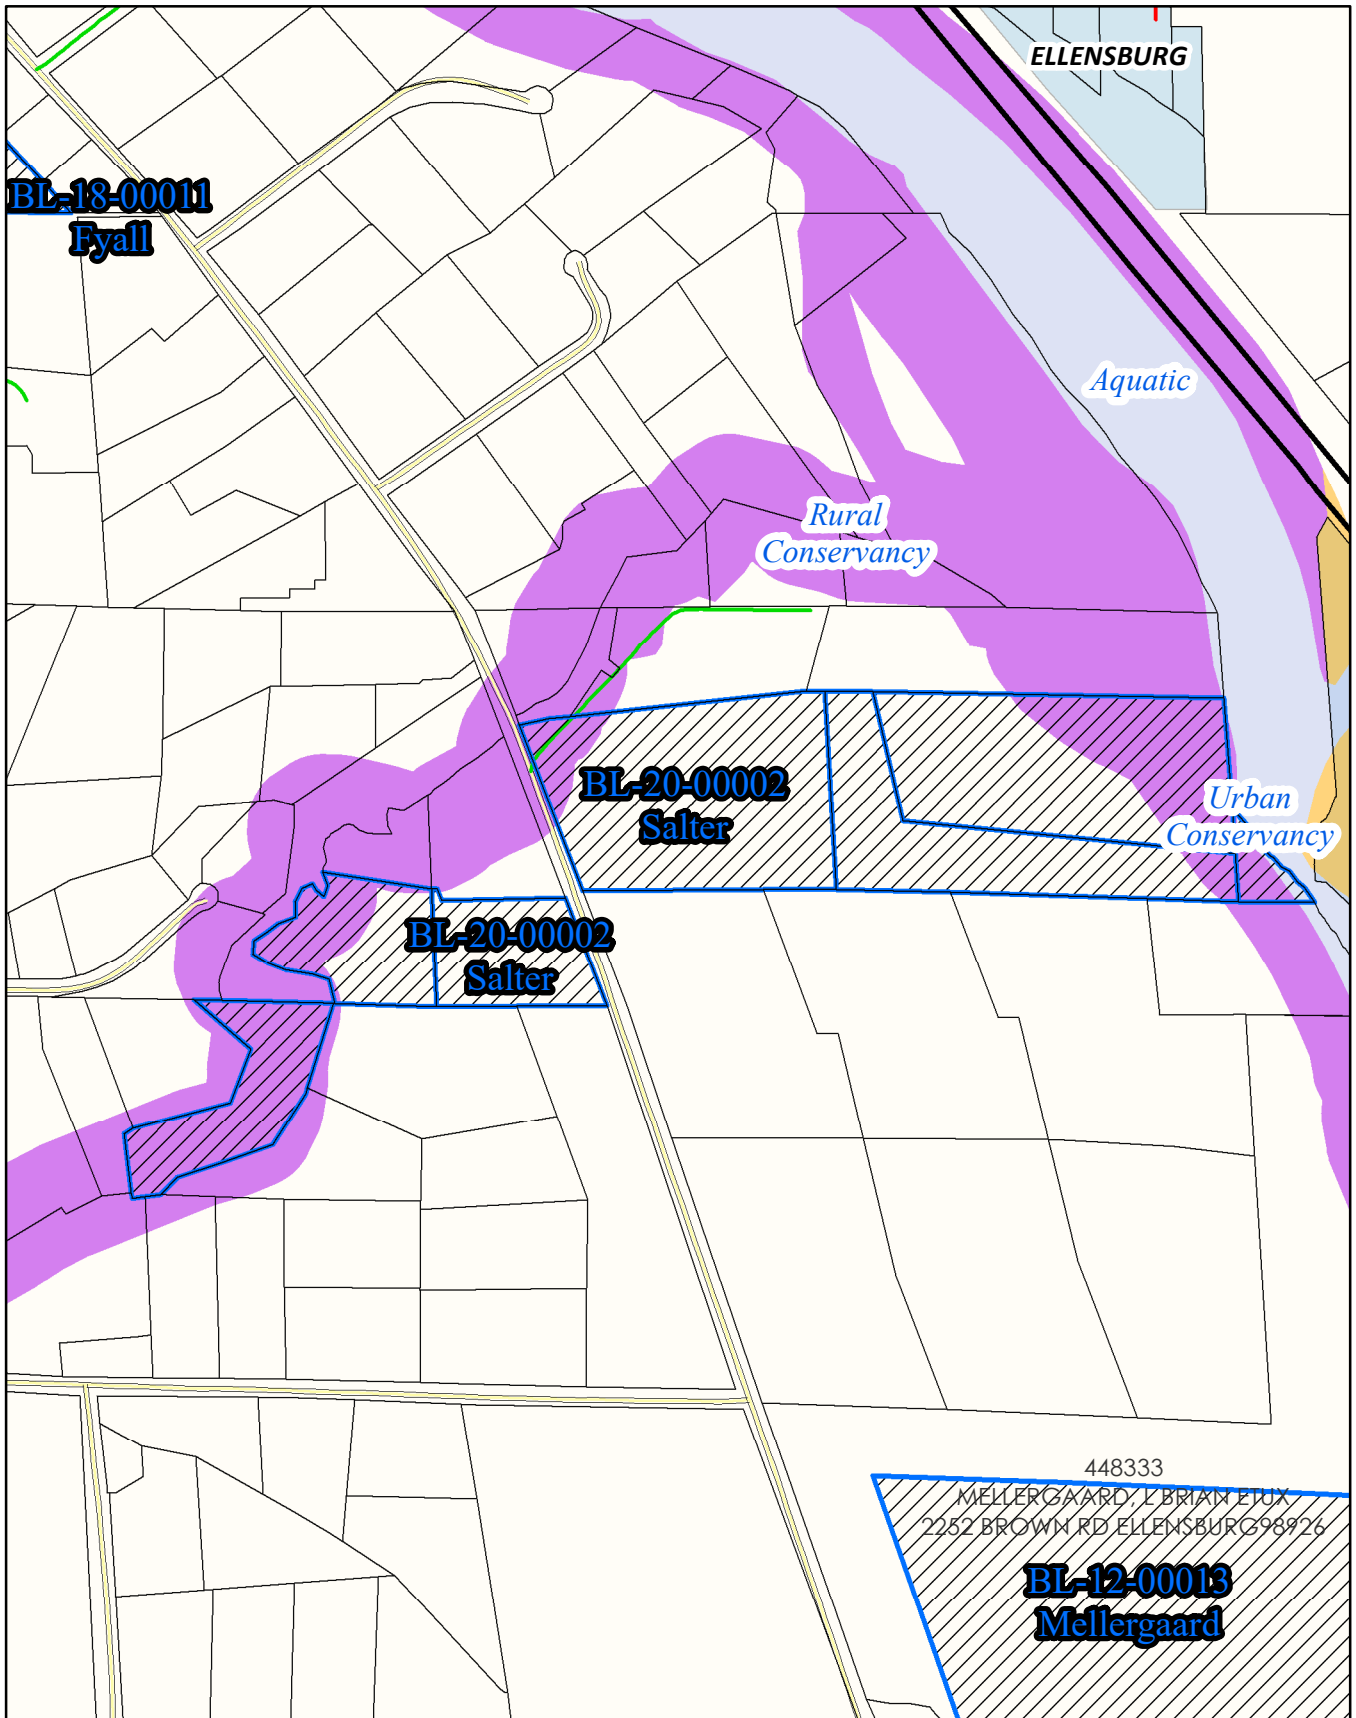 ELLENSBURG
BL-18-00011
Fyall
Aquatic
Rural
Conservancy
BL-20-00002
Salter
Urban
Conservancy
BL-20-00002
Salter
448333
MELLERGAARD, L BRIAN ETUX
2252 BROWN RD ELLENSBURG98926
BL-12-00013
Mellergaard